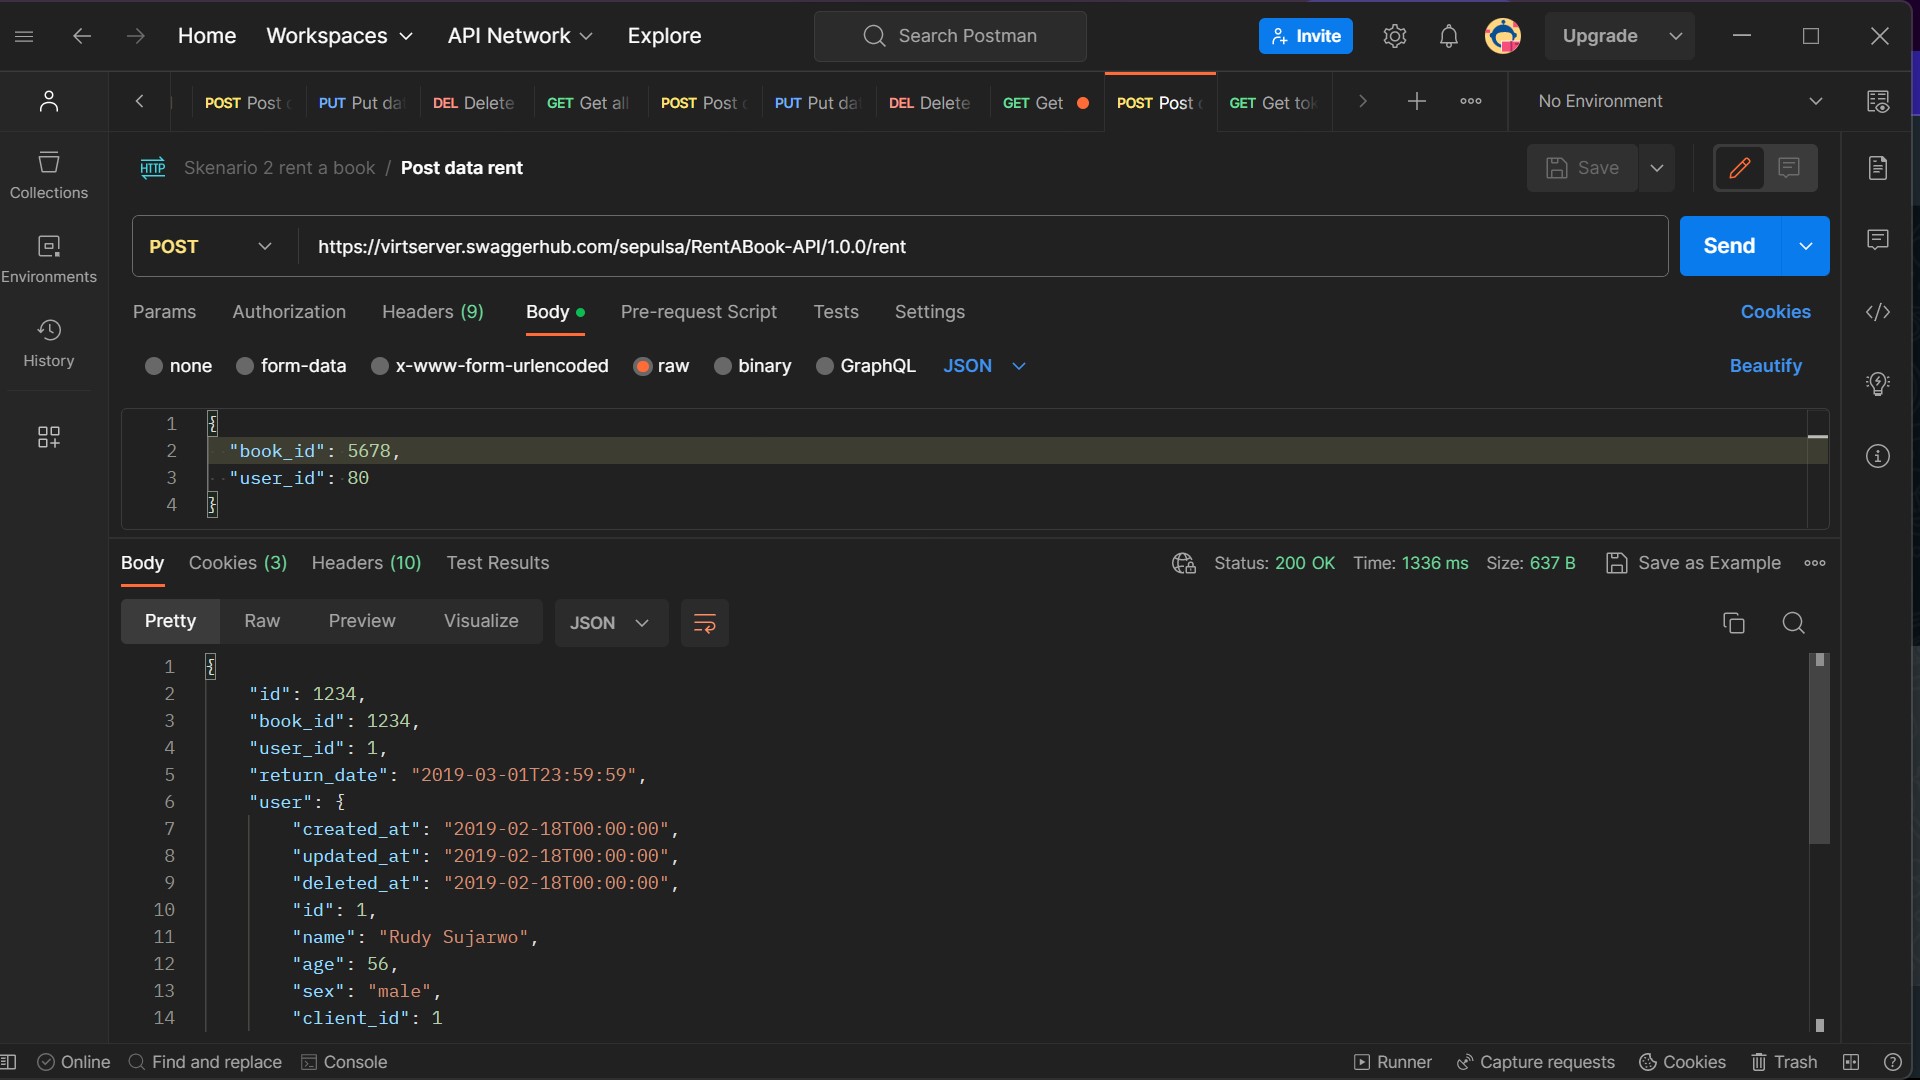 Home Workspaces API Network Explore Search Postman Invite Upgrade
POST Post PUT Put da DEL Delete GET Get all POST Post PUT Put da DEL Delete GET Get POST Post GET Get tok No Environment
HTTP Skenario 2 rent a book / Post data rent Save
Collections
POST https://virtserver.swaggerhub.com/sepulsa/RentABook-API/1.0.0/rent Send
Environments
Params Authorization Headers (9) Body Pre-request Script Tests Settings Cookies
History
none form-data x-www-form-urlencoded raw binary GraphQL JSON Beautify
1 {
2 "book_id": 5678,
3 "user_id": 80
4 }
Body Cookies (3) Headers (10) Test Results Status: 200 OK Time: 1336 ms Size: 637 B Save as Example
Pretty Raw Preview Visualize JSON
1 {
2 "id": 1234,
3 "book_id": 1234,
4 "user_id": 1,
5 "return_date": "2019-03-01T23:59:59",
6 "user": {
7 "created_at": "2019-02-18T00:00:00",
8 "updated_at": "2019-02-18T00:00:00",
9 "deleted_at": "2019-02-18T00:00:00",
10 "id": 1,
11 "name": "Rudy Sujarwo",
12 "age": 56,
13 "sex": "male",
14 "client_id": 1
Online Find and replace Console Runner Capture requests Cookies Trash